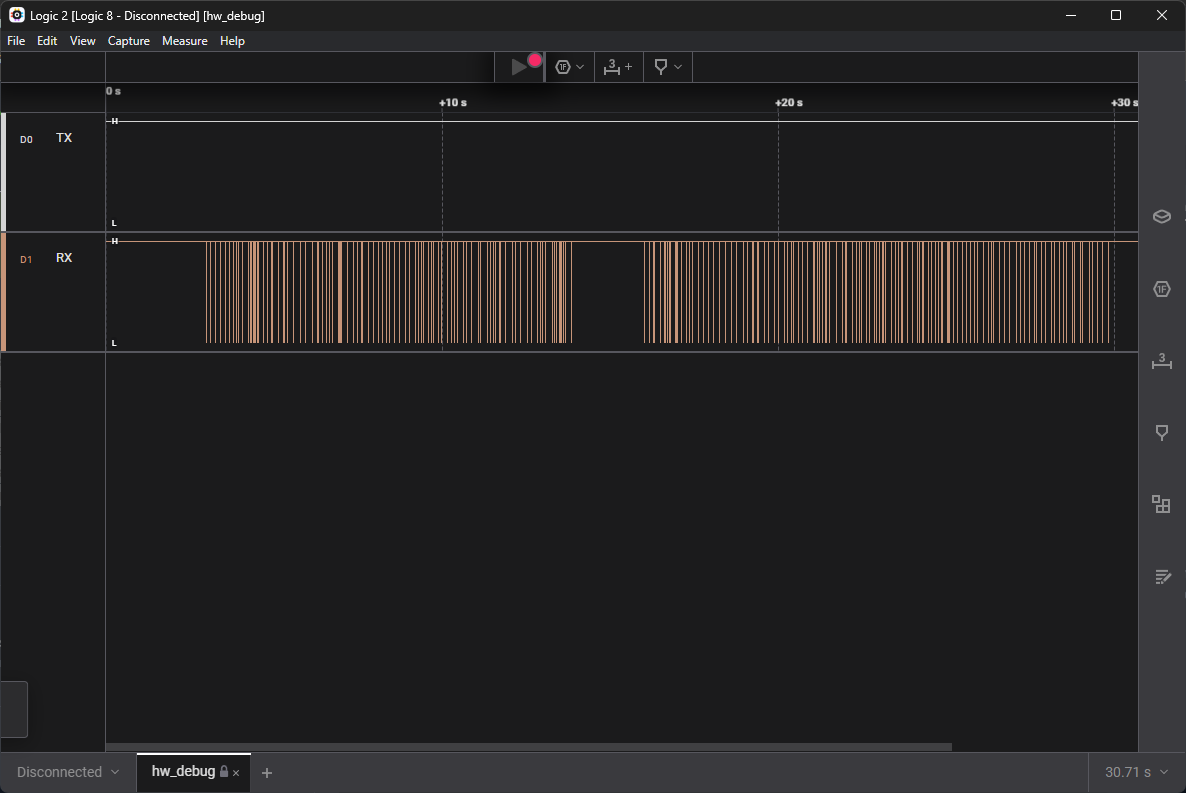 Logic 2 [Logic 8 - Disconnected] [hw_debug]
File Edit View Capture Measure Help
1F 3 +
0 s
+10 s +20 s +30 s
D0 TX H
L
D1 RX H
L
1F
3
Disconnected hw_debug × + 30.71 s